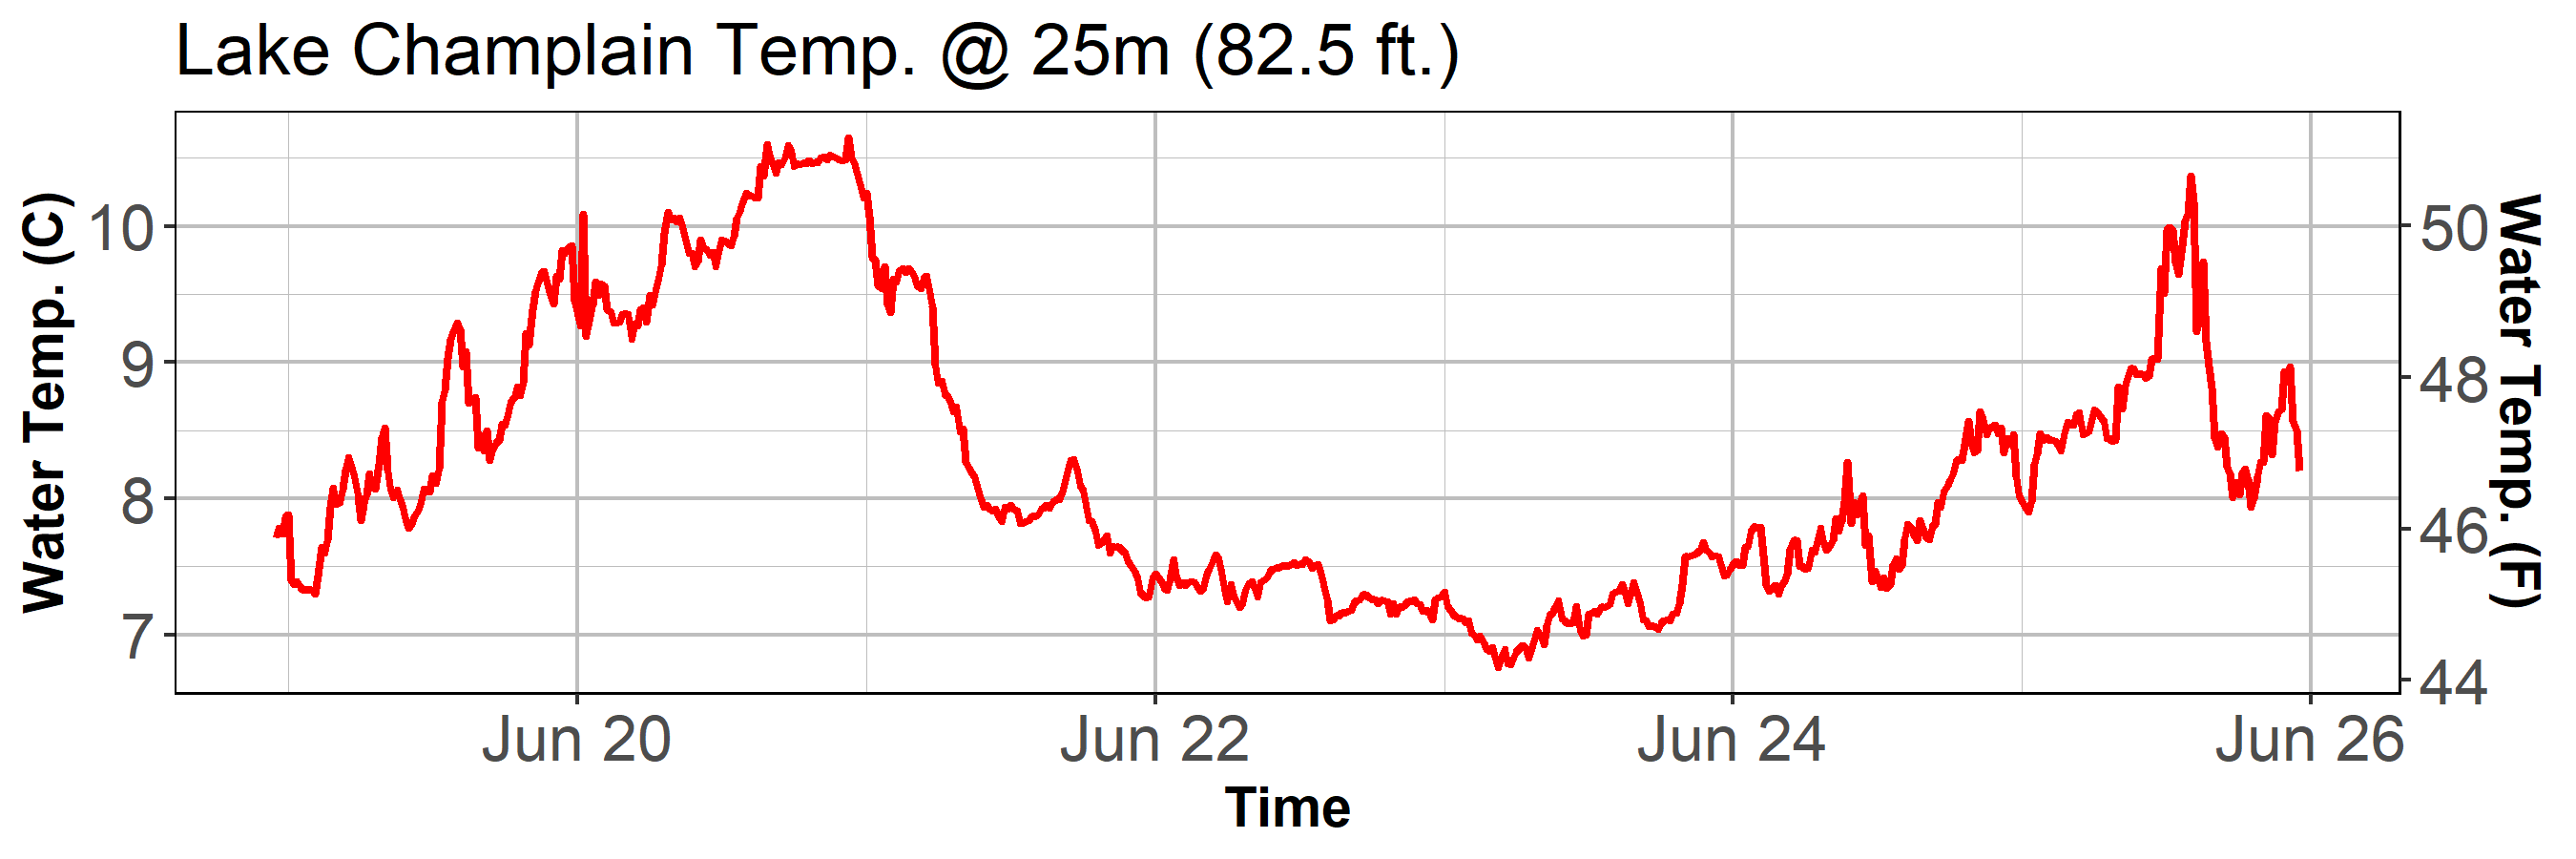 Lake Champlain Temp. @ 25m (82.5 ft.)
Water Temp. (C)
10
9
8
7
50
48
46
44
Water Temp. (F)
Jun 20 Jun 22 Jun 24 Jun 26
Time